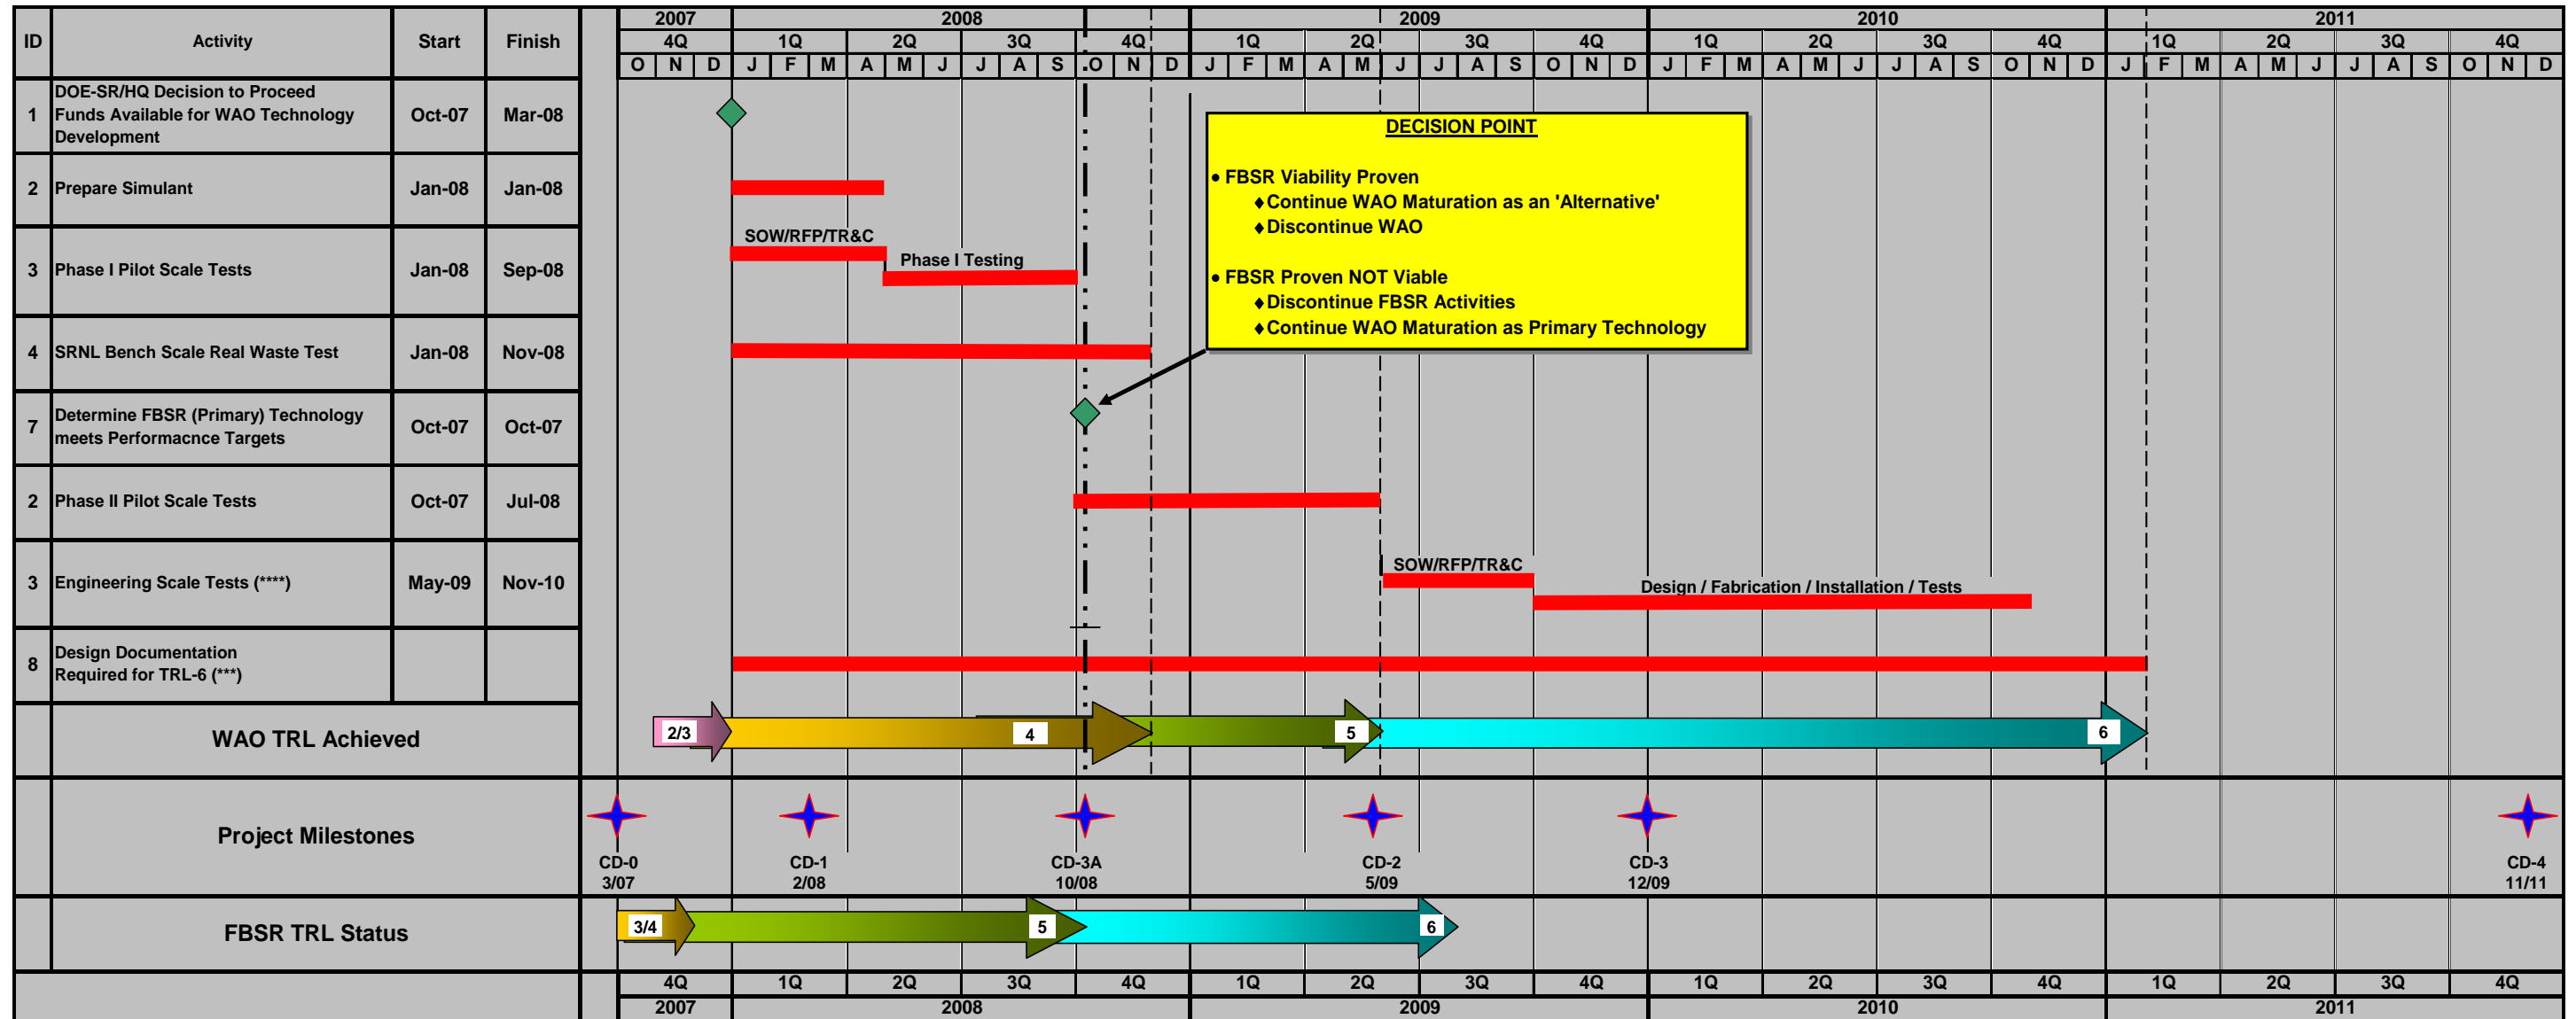 2007 2008 2009 2010 2011
ID Activity Start Finish
4Q 1Q 2Q 3Q 4Q 1Q 2Q 3Q 4Q 1Q 2Q 3Q 4Q 1Q 2Q 3Q 4Q
O N D J F M A M J J A S O N D J F M A M J J A S O N D J F M A M J J A S O N D J F M A M J J A S O N D
1 DOE-SR/HQ Decision to Proceed
Funds Available for WAO Technology
Development
Oct-07 Mar-08
DECISION POINT
• FBSR Viability Proven
♦Continue WAO Maturation as an 'Alternative'
♦Discontinue WAO
• FBSR Proven NOT Viable
♦Discontinue FBSR Activities
♦Continue WAO Maturation as Primary Technology
2 Prepare Simulant Jan-08 Jan-08
3 Phase I Pilot Scale Tests Jan-08 Sep-08
SOW/RFP/TR&C
Phase I Testing
4 SRNL Bench Scale Real Waste Test Jan-08 Nov-08
7 Determine FBSR (Primary) Technology
meets Performacnce Targets
Oct-07 Oct-07
2 Phase II Pilot Scale Tests Oct-07 Jul-08
3 Engineering Scale Tests (****) May-09 Nov-10
SOW/RFP/TR&C
Design / Fabrication / Installation / Tests
8 Design Documentation
Required for TRL-6 (***)
WAO TRL Achieved
2/3 4 5 6
Project Milestones
CD-0 CD-1 CD-3A CD-2 CD-3 CD-4
3/07 2/08 10/08 5/09 12/09 11/11
FBSR TRL Status
3/4 5 6
4Q 1Q 2Q 3Q 4Q 1Q 2Q 3Q 4Q 1Q 2Q 3Q 4Q 1Q 2Q 3Q 4Q
2007 2008 2009 2010 2011